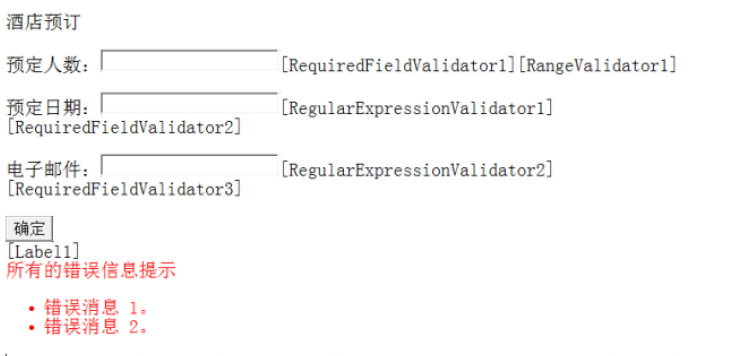 酒店预订
预定人数：[RequiredFieldValidator1][RangeValidator1]
预定日期：[RegularExpressionValidator1]
[RequiredFieldValidator2]
电子邮件：[RegularExpressionValidator2]
[RequiredFieldValidator3]
确定
[Label1]
所有的错误信息提示
• 错误消息 1。
• 错误消息 2。